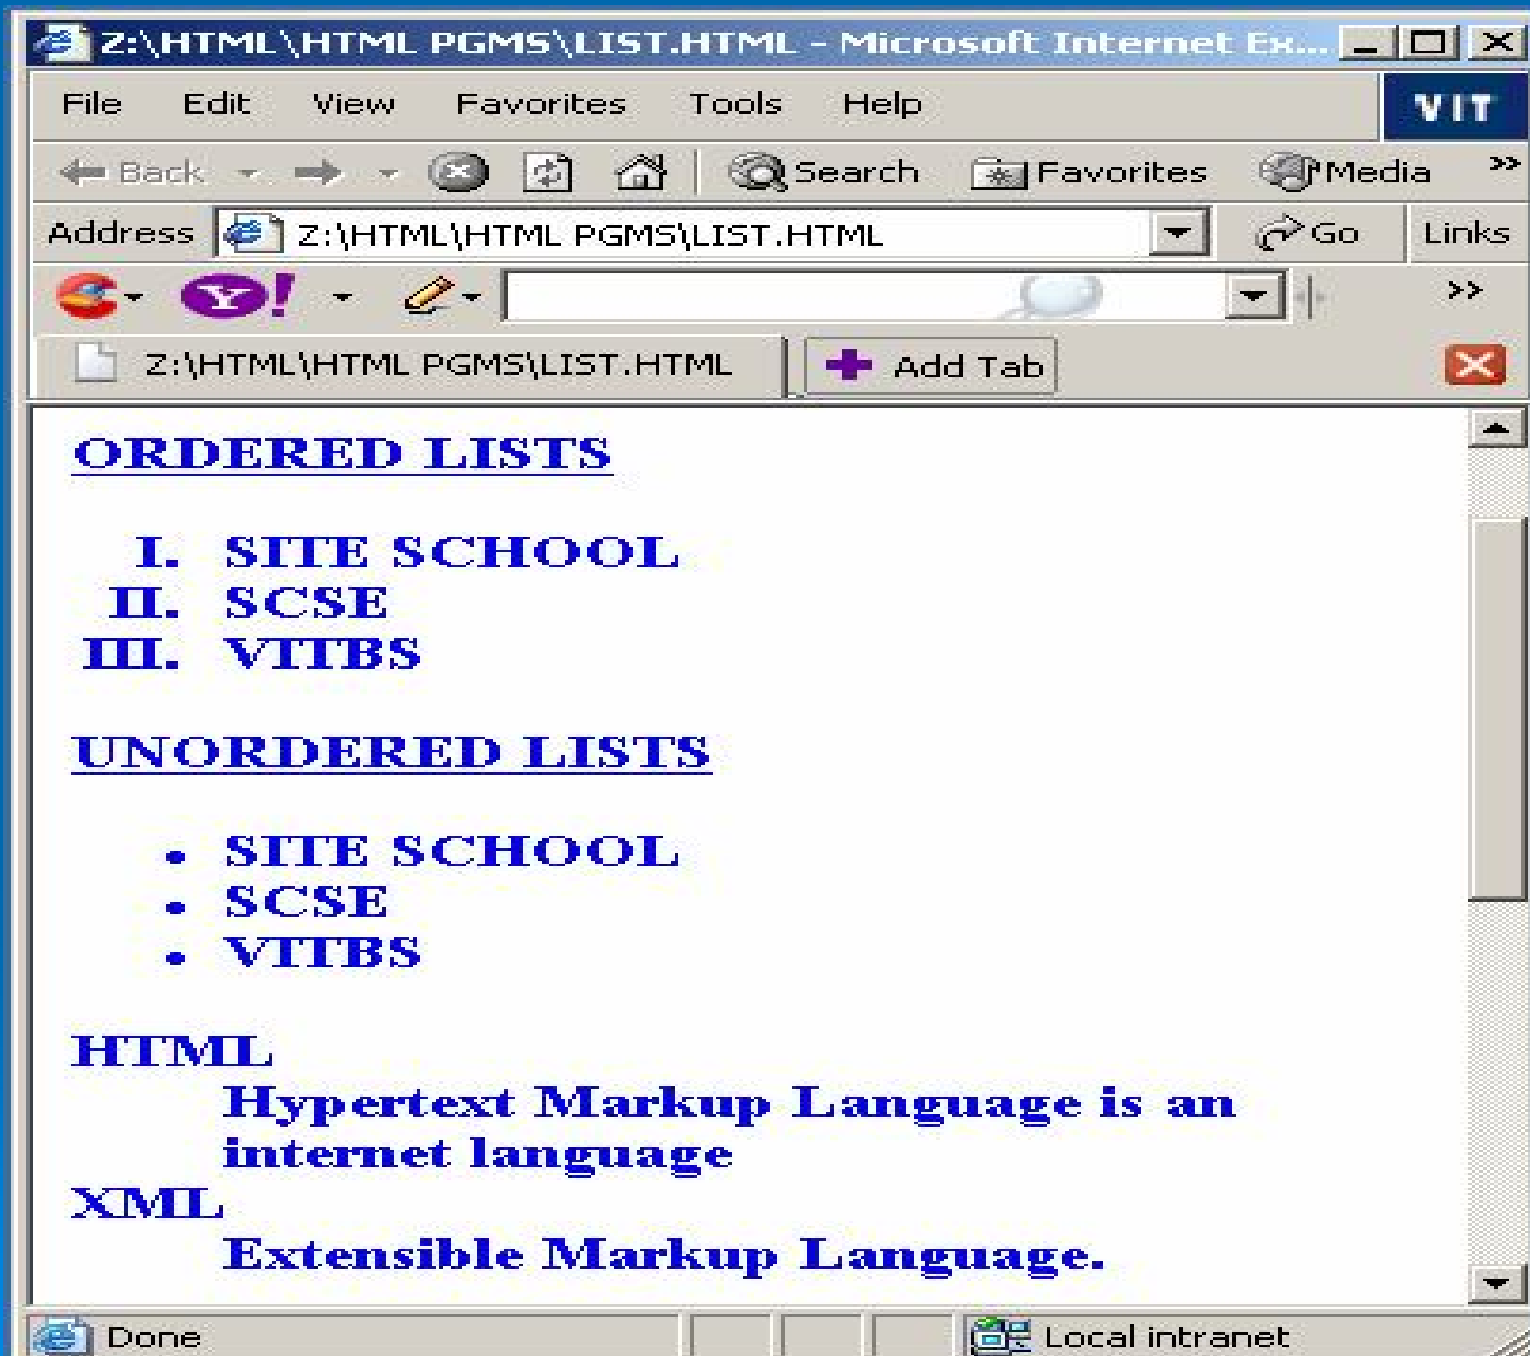 Z:\HTML\HTML PGMS\LIST.HTML - Microsoft Internet Ex...
File Edit View Favorites Tools Help VIT
Back Search Favorites Media »
Address Z:\HTML\HTML PGMS\LIST.HTML Go Links
Y! »
Z:\HTML\HTML PGMS\LIST.HTML Add Tab
ORDERED LISTS
I. SITE SCHOOL
II. SCSE
III. VITBS
UNORDERED LISTS
• SITE SCHOOL
• SCSE
• VITBS
HTML
Hypertext Markup Language is an
internet language
XML
Extensible Markup Language.
Done Local intranet